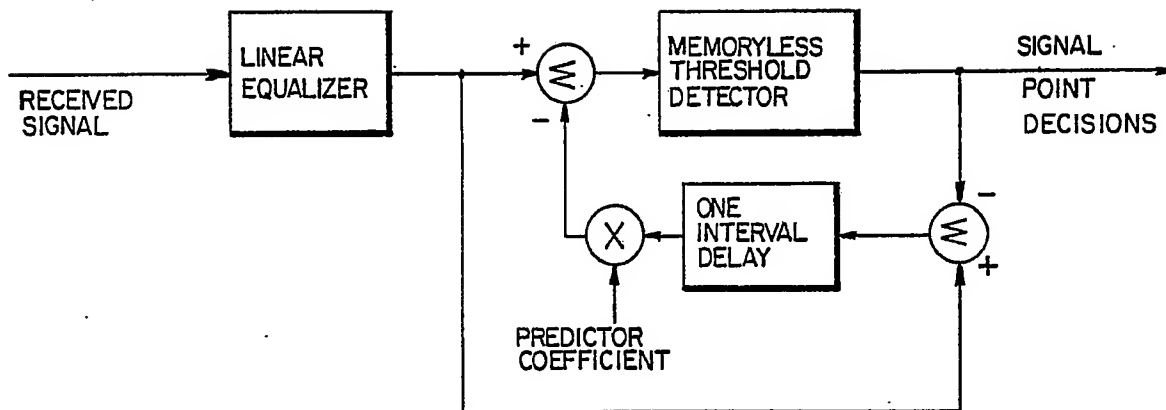 LINEAR
EQUALIZER
RECEIVED
SIGNAL
+
Σ
-
MEMORYLESS
THRESHOLD
DETECTOR
SIGNAL
POINT
DECISIONS
-
Σ
+
ONE
INTERVAL
DELAY
X
PREDICTOR
COEFFICIENT